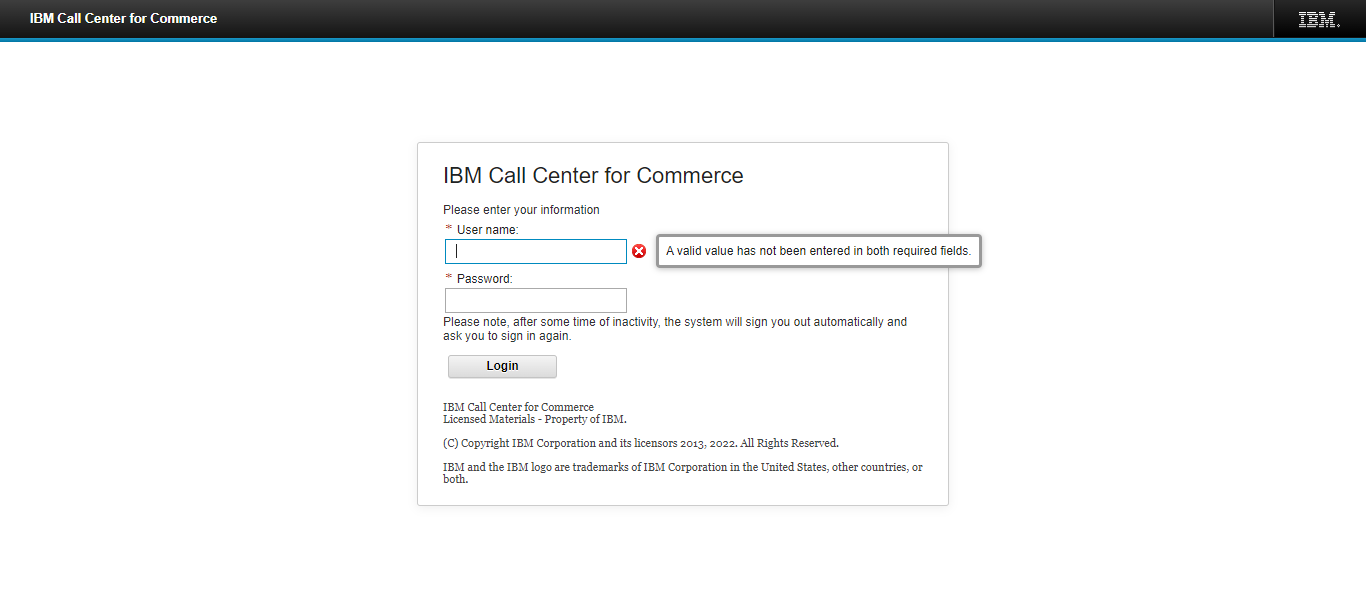 IBM Call Center for Commerce
IBM.
IBM Call Center for Commerce
Please enter your information
* User name:
A valid value has not been entered in both required fields.
* Password:
Please note, after some time of inactivity, the system will sign you out automatically and
ask you to sign in again.
Login
IBM Call Center for Commerce
Licensed Materials - Property of IBM.
(C) Copyright IBM Corporation and its licensors 2013, 2022. All Rights Reserved.
IBM and the IBM logo are trademarks of IBM Corporation in the United States, other countries, or
both.